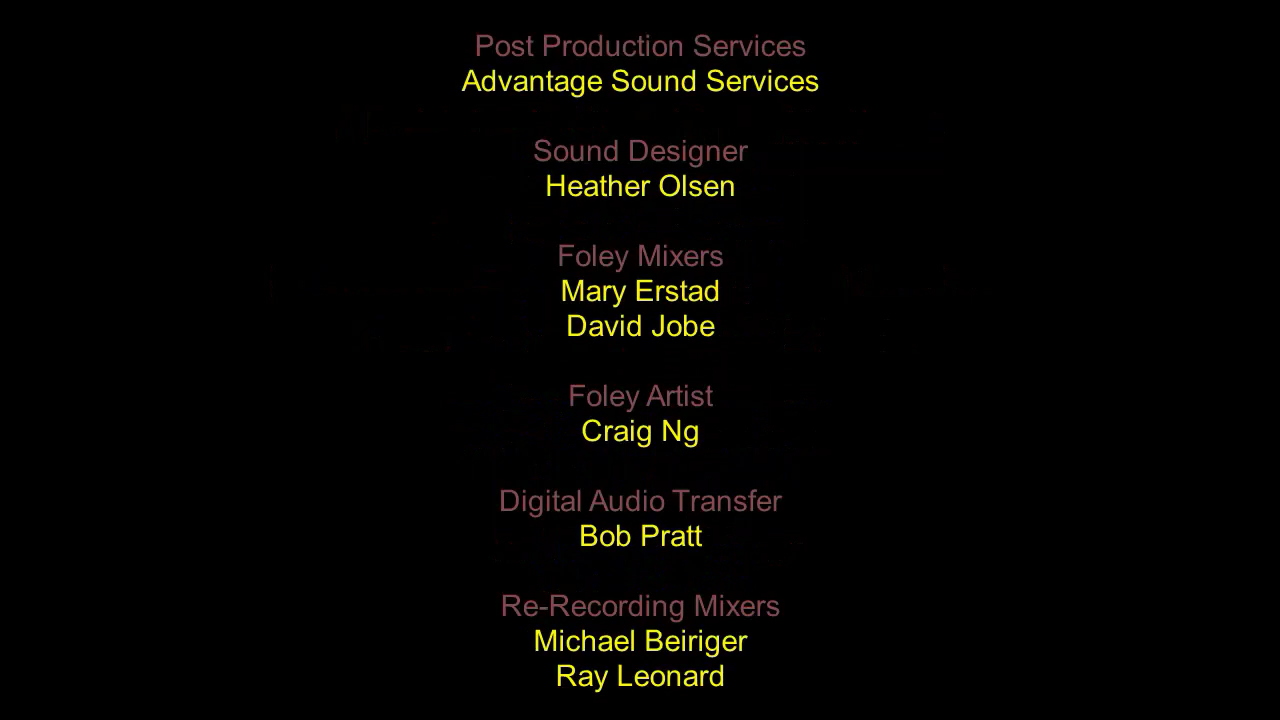 Post Production Services
Advantage Sound Services
Sound Designer
Heather Olsen
Foley Mixers
Mary Erstad
David Jobe
Foley Artist
Craig Ng
Digital Audio Transfer
Bob Pratt
Re-Recording Mixers
Michael Beiriger
Ray Leonard